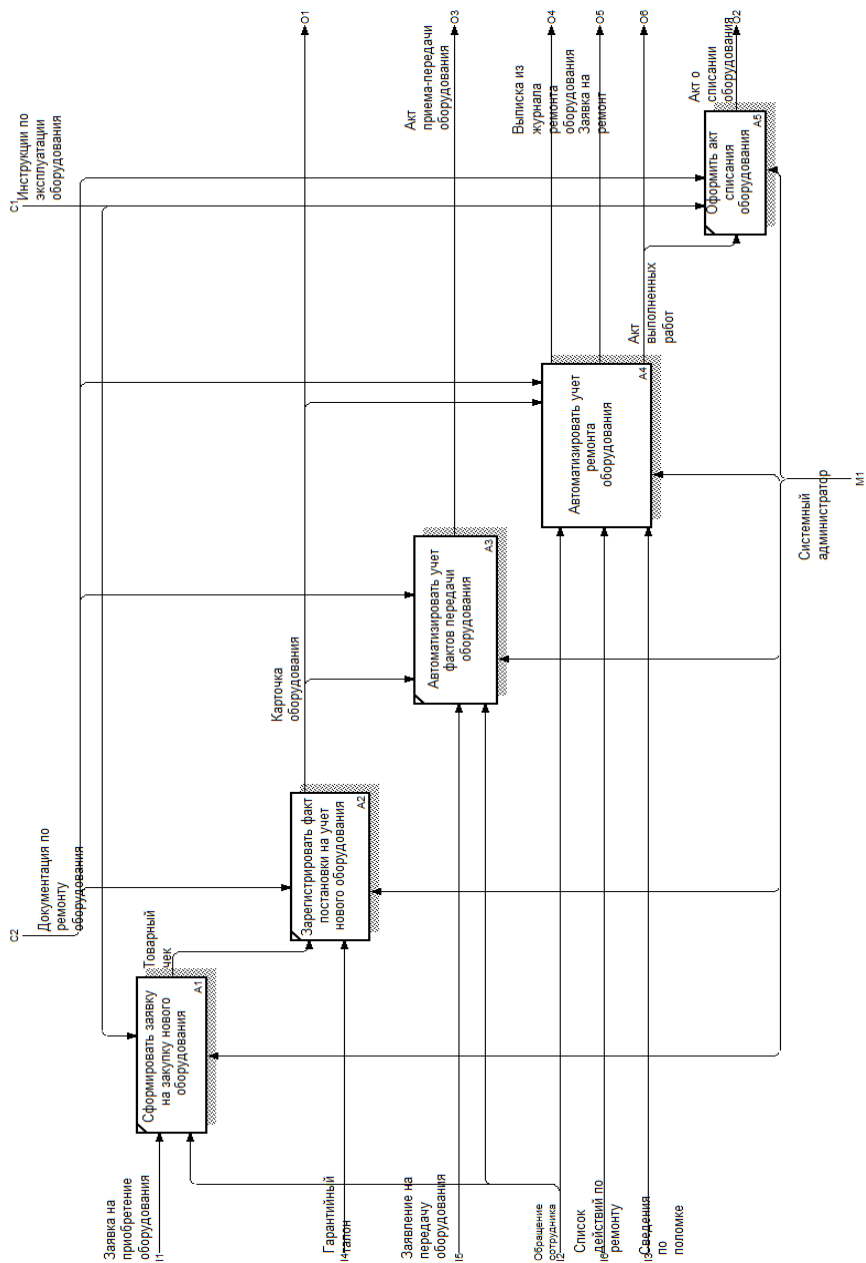 C1
Инструкции по
эксплуатации
оборудования
C2
Документация по
ремонту
оборудования
Заявка на
приобретение
оборудования
I1
Сформировать заявку
на закупку нового
оборудования
A1
Товарный
чек
Гарантийный
талон
I4
Зарегистрировать факт
постановки на учет
нового оборудования
A2
Карточка
оборудования
O1
Заявление на
передачу
оборудования
I5
Автоматизировать учет
фактов передачи
оборудования
A3
Акт
приема-передачи
оборудования
O3
Обращение
сотрудника
I2
Список
действий по
ремонту
I6
Сведения
по
поломке
I3
Автоматизировать учет
ремонта
оборудования
A4
Выписка из
журнала
ремонта
оборудования
O4
Заявка на
ремонт
O5
O6
Акт
выполненных
работ
Оформить акт
списания
оборудования
A5
Акт о
списании
оборудования
O2
Системный
администратор
M1